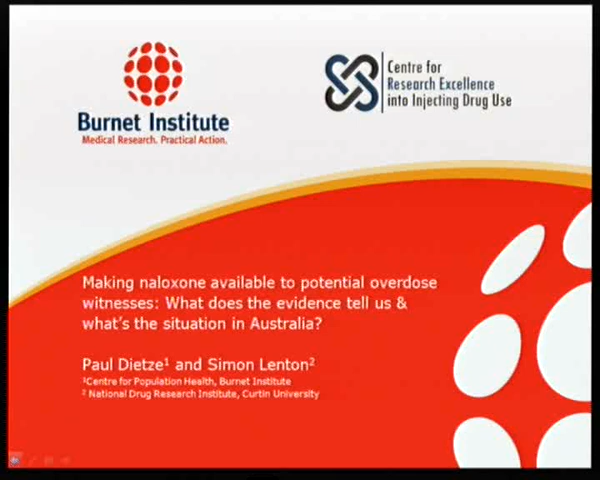 Burnet Institute
Medical Research. Practical Action.
Centre for
Research Excellence
into Injecting Drug Use
Making naloxone available to potential overdose
witnesses: What does the evidence tell us &
what's the situation in Australia?
Paul Dietze¹ and Simon Lenton²
¹Centre for Population Health, Burnet Institute
² National Drug Research Institute, Curtin University